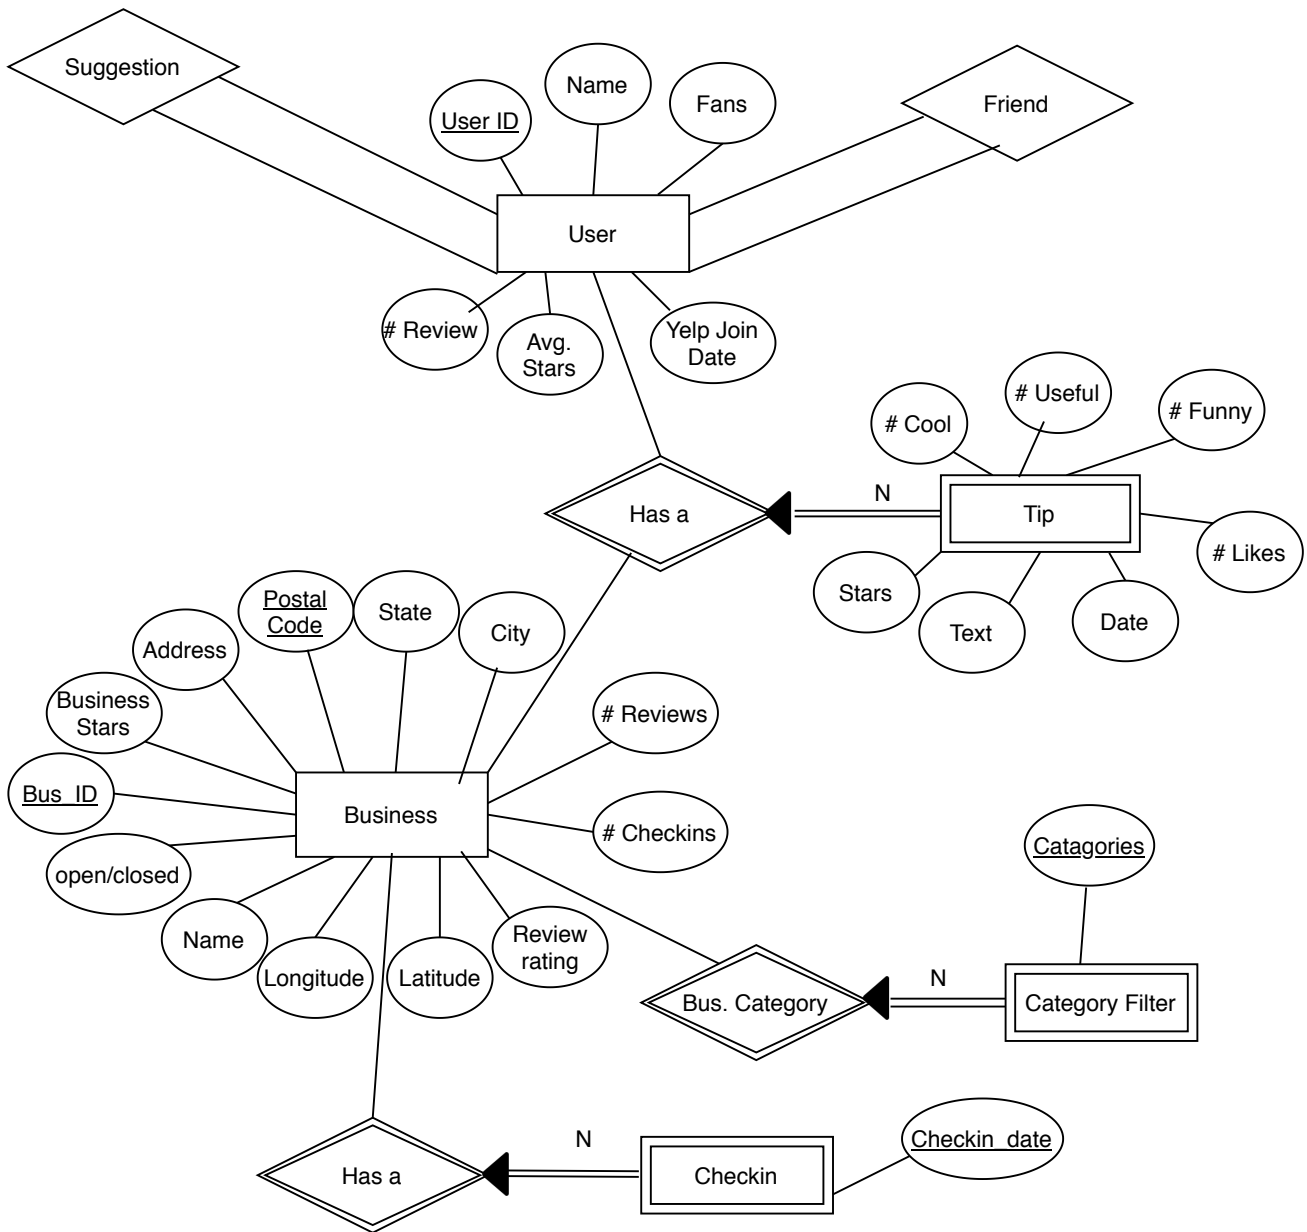 Suggestion
User ID
Name
Fans
Friend
User
# Review
Avg.
Stars
Yelp Join
Date
# Cool
# Useful
# Funny
Has a
N
Tip
# Likes
Stars
Text
Date
Postal
Code
State
City
Address
Business
Stars
# Reviews
Bus_ID
Business
# Checkins
open/closed
Catagories
Name
Longitude
Latitude
Review
rating
Bus. Category
N
Category Filter
Has a
N
Checkin
Checkin_date